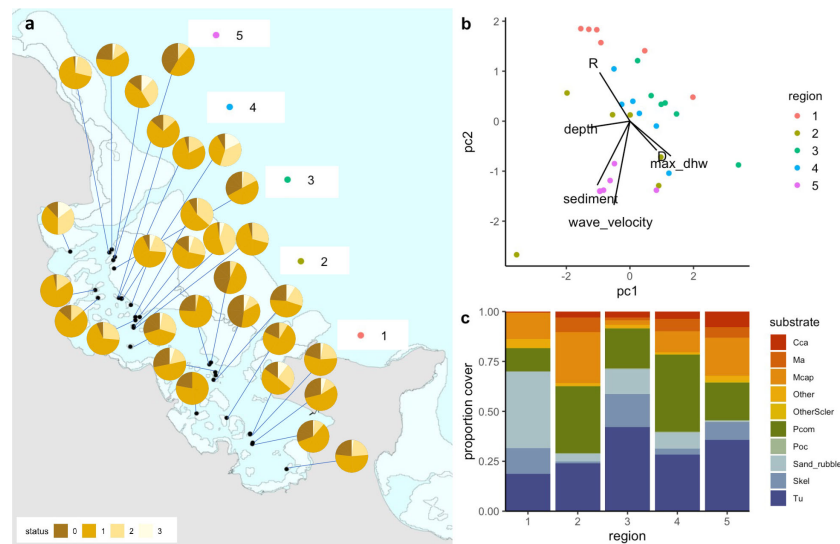 a
5
4
3
2
1
status 0 1 2 3
b
2
1
0
-1
-2
pc2
R
depth
D
max_dhw
sediment
wave_velocity
-2 0 2
pc1
region
1
2
3
4
5
c
1.00
0.75
0.50
0.25
0.00
proportion cover
1 2 3 4 5
region
substrate
Cca
Ma
Mcap
Other
OtherScler
Pcom
Poc
Sand_rubble
Skel
Tu